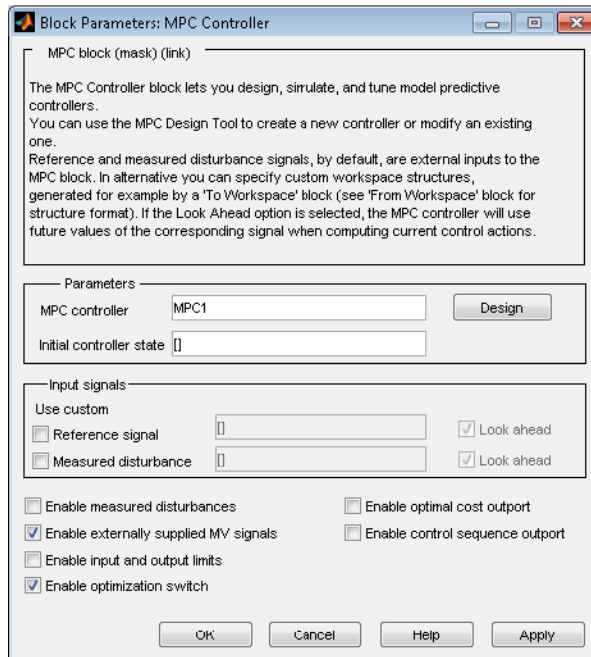 Block Parameters: MPC Controller
MPC block (mask) (link)
The MPC Controller block lets you design, simulate, and tune model predictive
controllers.
You can use the MPC Design Tool to create a new controller or modify an existing
one.
Reference and measured disturbance signals, by default, are external inputs to the
MPC block. In alternative you can specify custom workspace structures,
generated for example by a 'To Workspace' block (see 'From Workspace' block for
structure format). If the Look Ahead option is selected, the MPC controller will use
future values of the corresponding signal when computing current control actions.
Parameters
MPC controller MPC1 Design
Initial controller state []
Input signals
Use custom
Reference signal [] Look ahead
Measured disturbance [] Look ahead
Enable measured disturbances Enable optimal cost outport
Enable externally supplied MV signals Enable control sequence outport
Enable input and output limits
Enable optimization switch
OK Cancel Help Apply